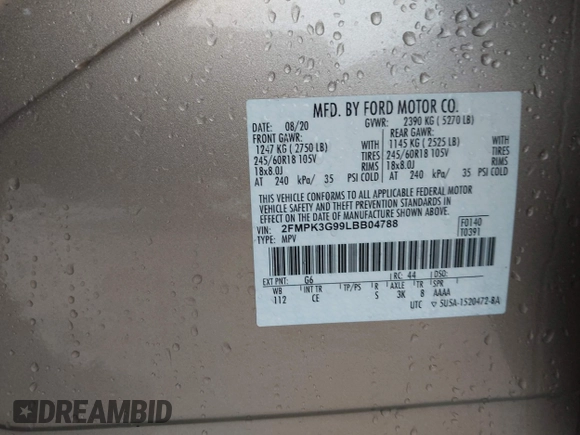 MFD. BY FORD MOTOR CO.
DATE: 08/20 GVWR: 2390 KG ( 5270 LB)
FRONT GAWR: REAR GAWR:
1247 KG ( 2750 LB) WITH 1145 KG ( 2525 LB) WITH
245/60R18 105V TIRES 245/60R18 105V TIRES
18x8.0J RIMS 18x8.0J RIMS
AT 240 kPa/ 35 PSI COLD AT 240 kPa/ 35 PSI COLD
THIS VEHICLE CONFORMS TO ALL APPLICABLE FEDERAL MOTOR
VEHICLE SAFETY AND THEFT PREVENTION STANDARDS IN
EFFECT ON THE DATE OF MANUFACTURE SHOWN ABOVE.
VIN: 2FMPK3G99LBB04788 F0140
TYPE: MPV T0391
EXT PNT: G6 RC: 44 DSO:
WB INT TR TP/PS R AXLE TR SPR
112 CE S 3K 8 AAAA
UTC ▽ 5U5A-1520472-BA
DREAMBID